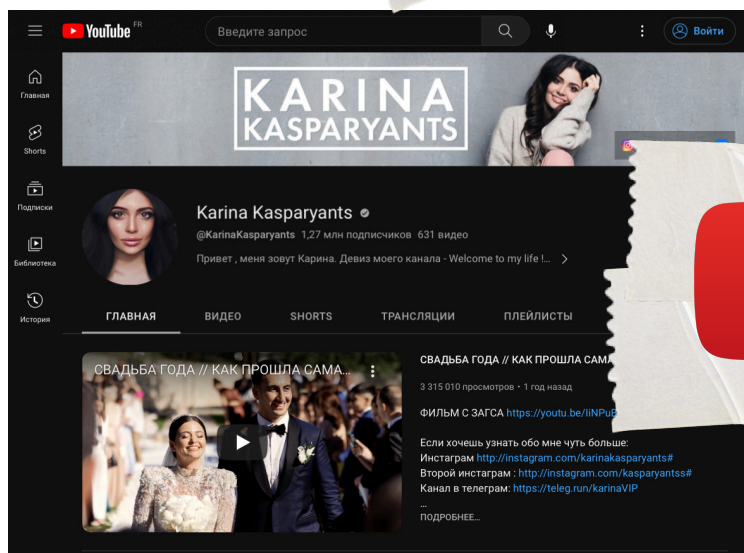 YouTube FR
Введите запрос
Войти
Главная
Shorts
Подписки
Библиотека
История
KARINA
KASPARYANTS
Karina Kasparyants
@KarinaKasparyants 1,27 млн подписчиков 631 видео
Привет , меня зовут Карина. Девиз моего канала - Welcome to my life !...
ГЛАВНАЯ ВИДЕО SHORTS ТРАНСЛЯЦИИ ПЛЕЙЛИСТЫ
СВАДЬБА ГОДА // КАК ПРОШЛА САМА...
СВАДЬБА ГОДА // КАК ПРОШЛА САМА
3 315 010 просмотров • 1 год назад
ФИЛЬМ С ЗАГСА https://youtu.be/
Если хочешь узнать обо мне чуть больше:
Инстаграм http://instagram.com/karinakasparyants#
Второй инстаграм : http://instagram.com/kasparyantss#
Канал в телеграм: https://teleg.run/karinaVIP
...
ПОДРОБНЕЕ...